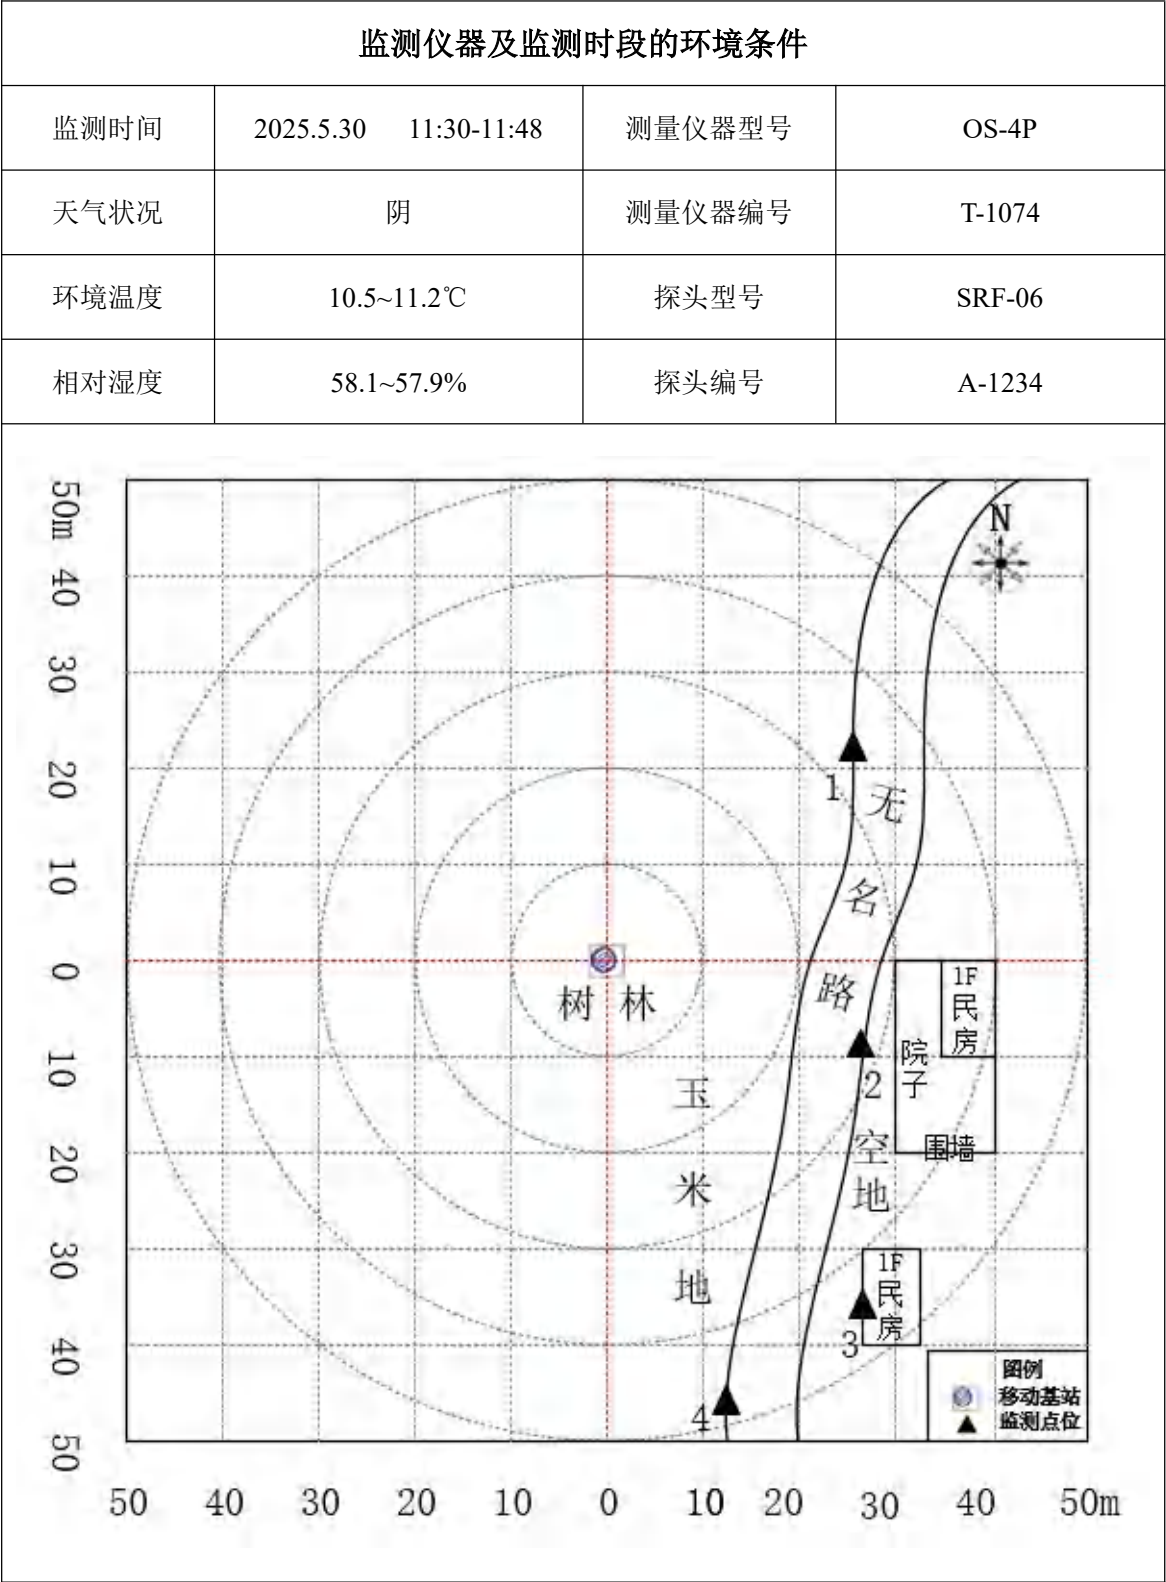 监测仪器及监测时段的环境条件
监测时间 2025.5.30 11:30-11:48 测量仪器型号 OS-4P
天气状况 阴 测量仪器编号 T-1074
环境温度 10.5~11.2℃ 探头型号 SRF-06
相对湿度 58.1~57.9% 探头编号 A-1234
50m
40
30
20
10
0
10
20
30
40
50
N
1
无
名
路
树 林
1F
民
房
院
子
2
围墙
玉
米
地
空
地
1F
民
房
3
4
图例
移动基站
监测点位
50 40 30 20 10 0 10 20 30 40 50m